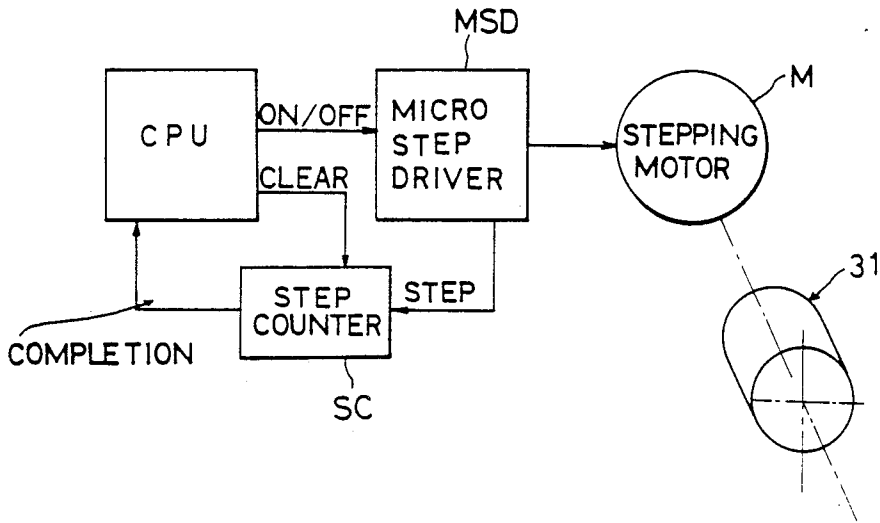 MSD
CPU
ON/OFF
MICRO
STEP
DRIVER
M
STEPPING
MOTOR
CLEAR
31
STEP
COUNTER
STEP
COMPLETION
SC